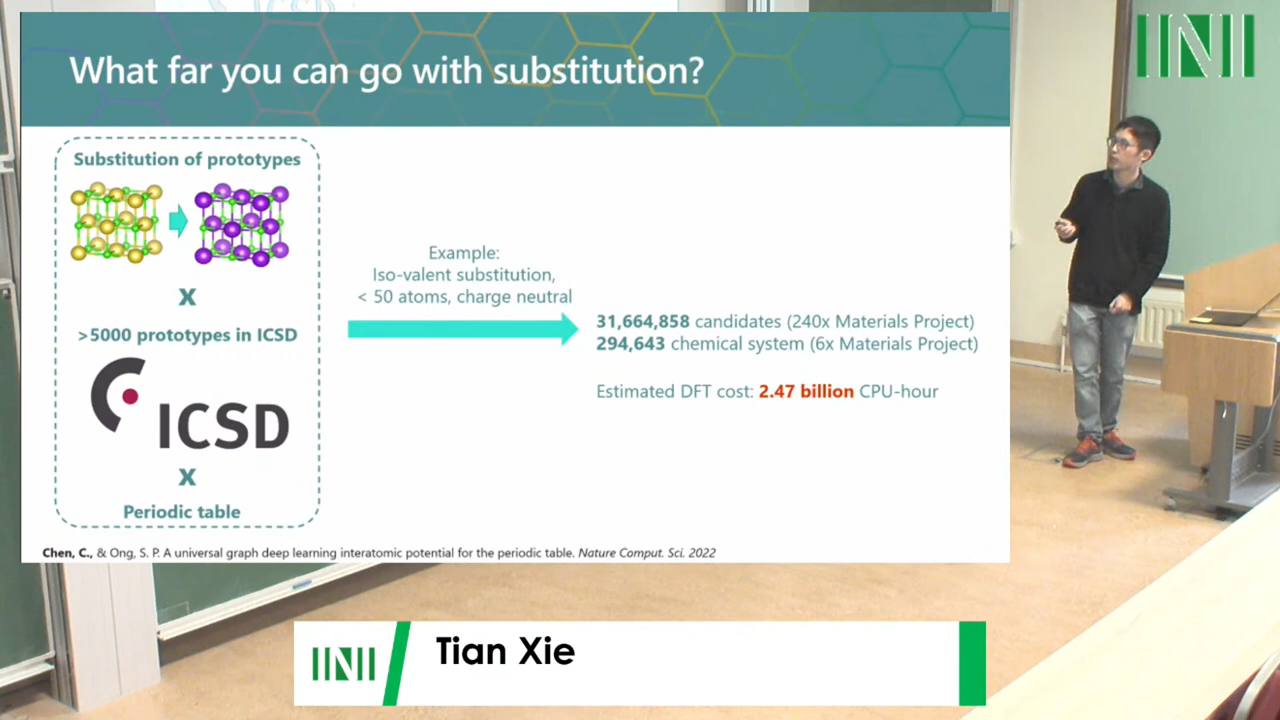 What far you can go with substitution?
INI
Substitution of prototypes
x
>5000 prototypes in ICSD
ICSD
x
Periodic table
Example:
Iso-valent substitution,
< 50 atoms, charge neutral
31,664,858 candidates (240x Materials Project)
294,643 chemical system (6x Materials Project)
Estimated DFT cost: 2.47 billion CPU-hour
Chen, C., & Ong, S. P. A universal graph deep learning interatomic potential for the periodic table. Nature Comput. Sci. 2022
INI
Tian Xie